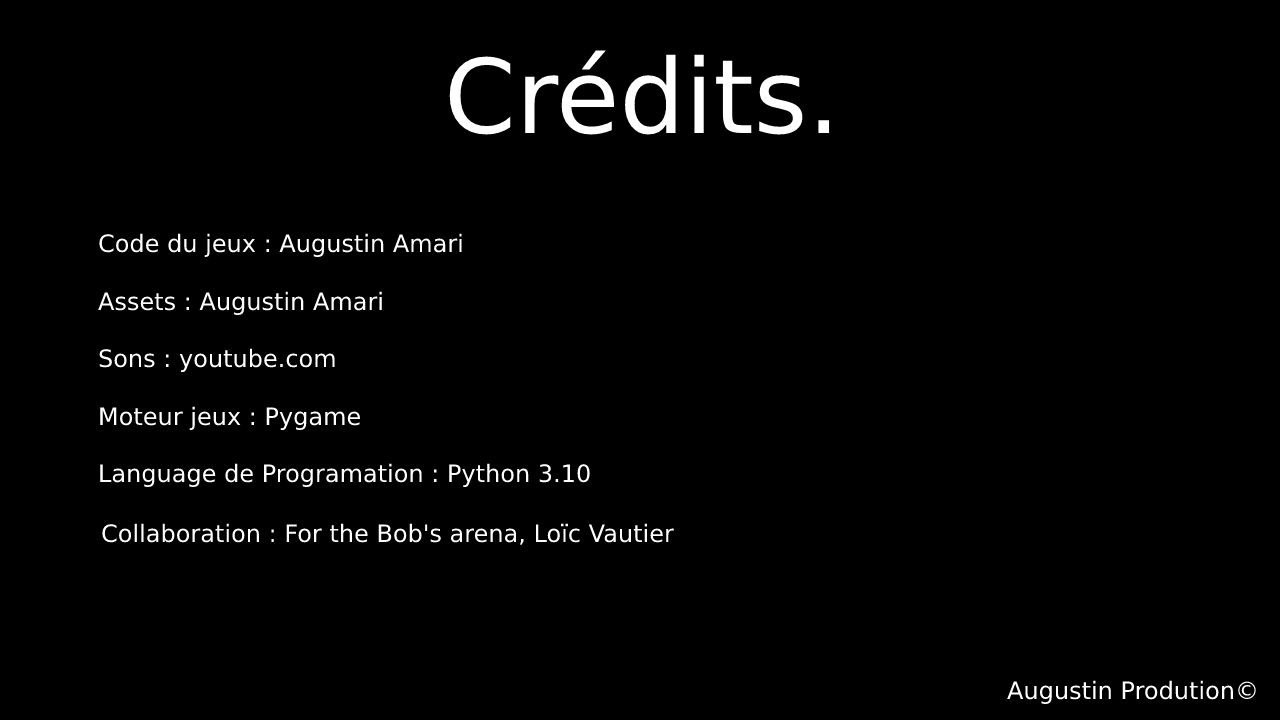 Crédits.
Code du jeux : Augustin Amari
Assets : Augustin Amari
Sons : youtube.com
Moteur jeux : Pygame
Language de Programation : Python 3.10
Collaboration : For the Bob's arena, Loïc Vautier
Augustin Prodution©